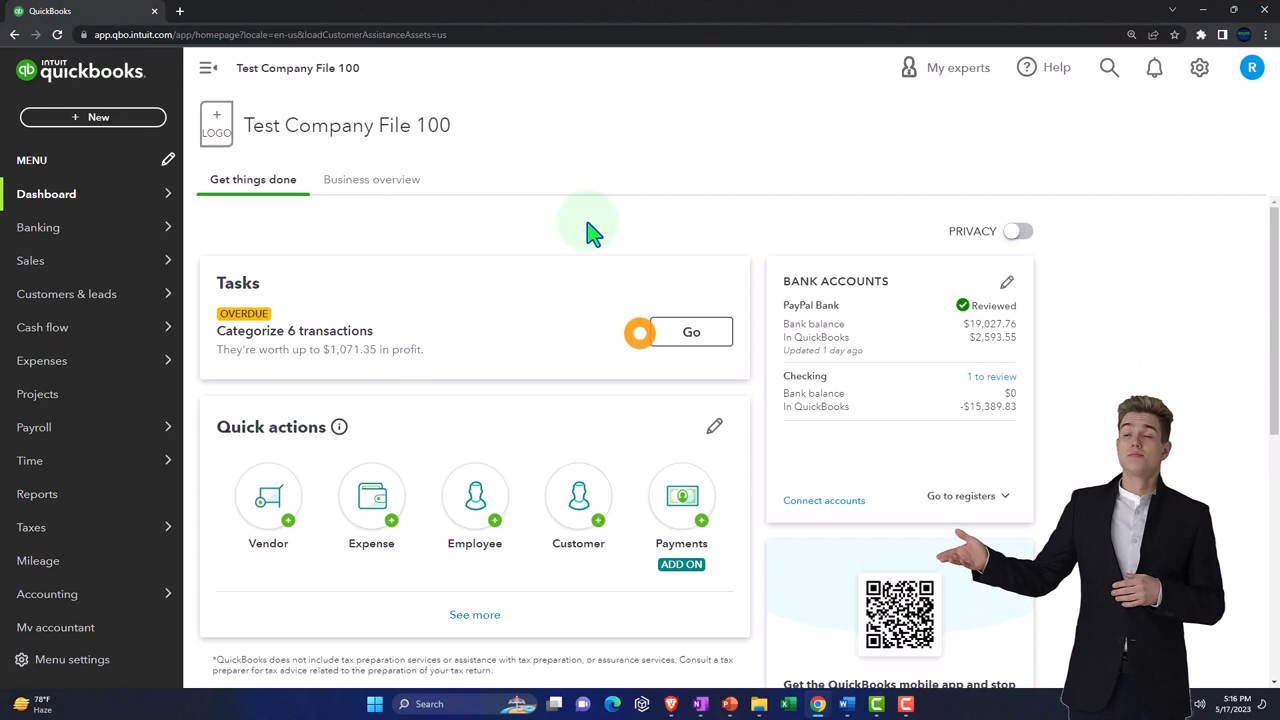 QuickBooks
app.qbo.intuit.com/app/homepage?locale=en-us&loadCustomerAssistanceAssets=us
INTUIT
quickbooks.
Test Company File 100
My experts
Help
R
+ New
+
LOGO
Test Company File 100
MENU
Dashboard
Banking
Sales
Customers & leads
Cash flow
Expenses
Projects
Payroll
Time
Reports
Taxes
Mileage
Accounting
My accountant
Menu settings
Get things done
Business overview
PRIVACY
Tasks
OVERDUE
Categorize 6 transactions
They're worth up to $1,071.35 in profit.
Go
Quick actions
Vendor
Expense
Employee
Customer
Payments
ADD ON
See more
*QuickBooks does not include tax preparation services or assistance with tax preparation, or assurance services. Consult a tax
preparer for tax advice related to the preparation of your tax return.
BANK ACCOUNTS
PayPal Bank
Reviewed
Bank balance $19,027.76
In QuickBooks $2,593.55
Updated 1 day ago
Checking
1 to review
Bank balance $0
In QuickBooks -$15,389.83
Connect accounts
Go to registers
Get the QuickBooks mobile app and stop
78°F
Haze
Search
5:16 PM
5/17/2023